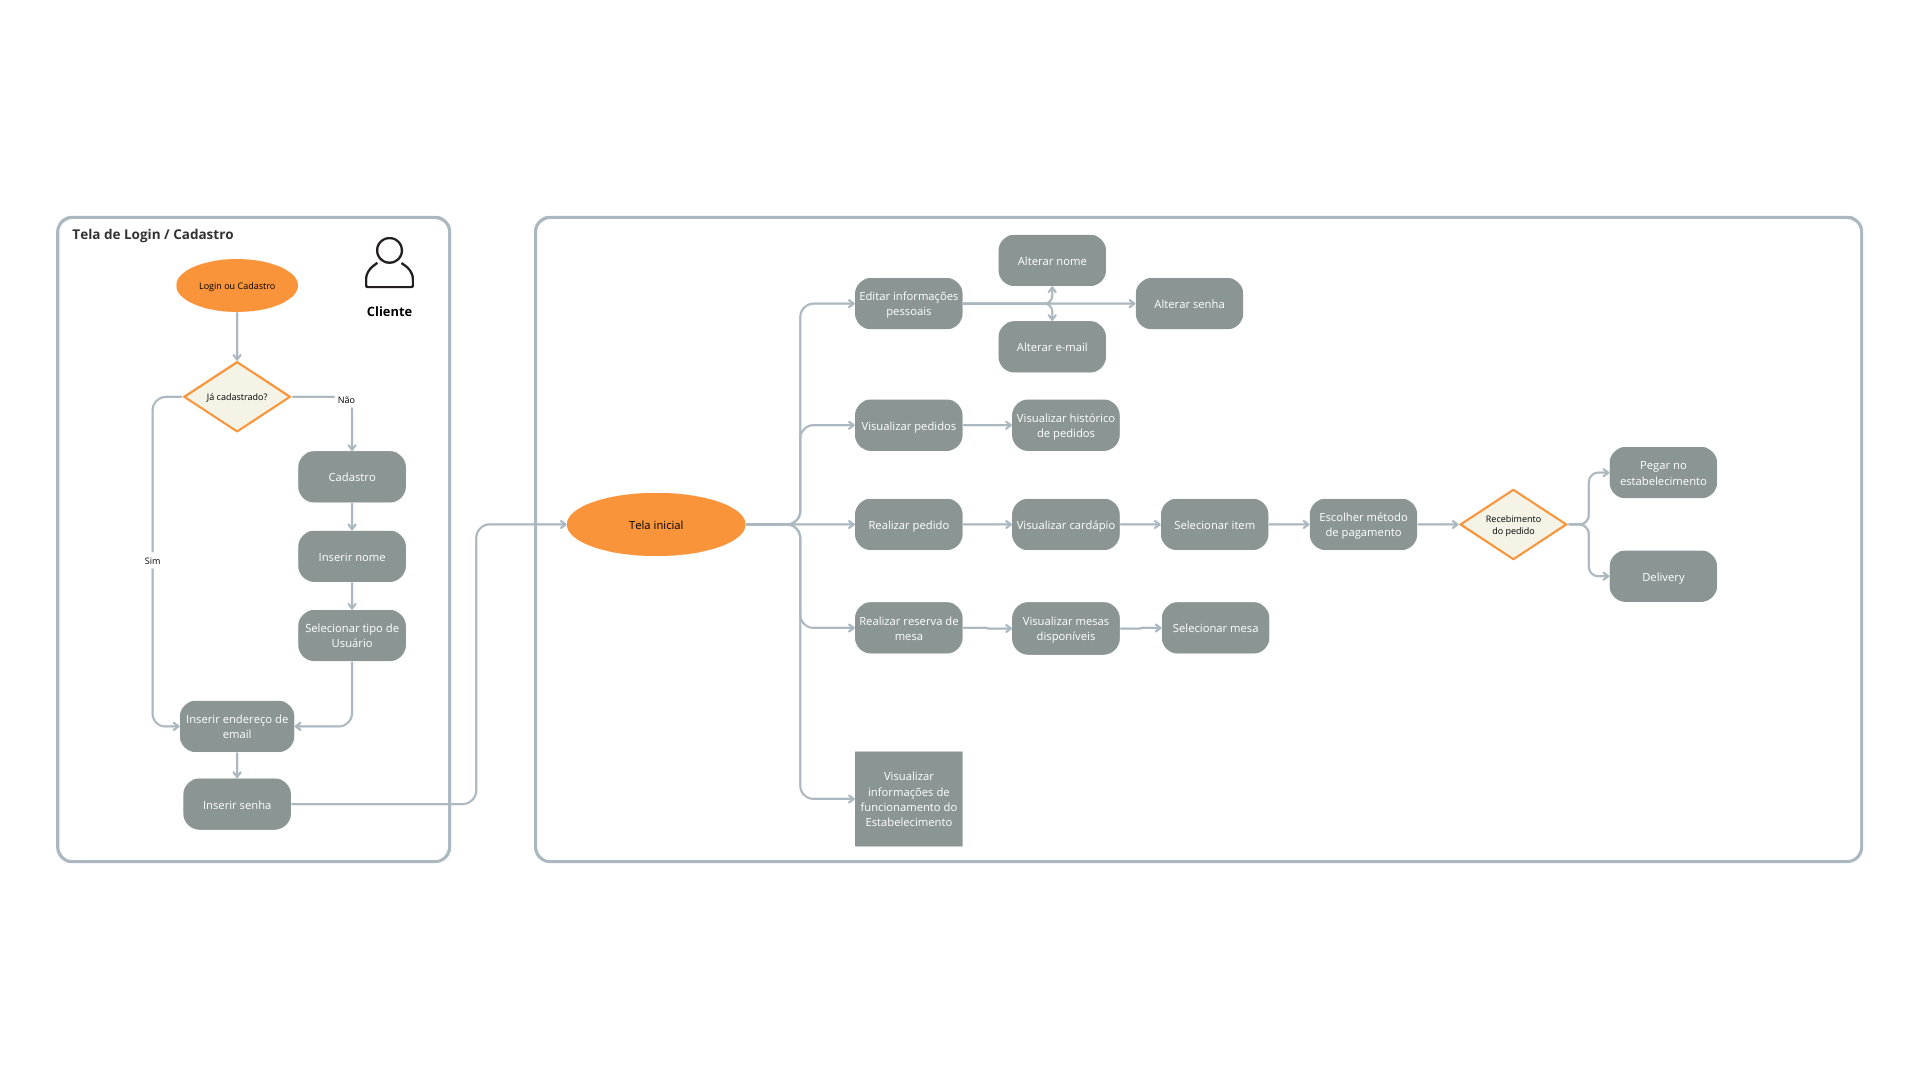 Tela de Login / Cadastro
Login ou Cadastro
Cliente
Já cadastrado?
Não
Sim
Cadastro
Inserir nome
Selecionar tipo de
Usuário
Inserir endereço de
email
Inserir senha
Tela inicial
Editar informações
pessoais
Alterar nome
Alterar senha
Alterar e-mail
Visualizar pedidos
Visualizar histórico
de pedidos
Realizar pedido
Visualizar cardápio
Selecionar item
Escolher método
de pagamento
Recebimento
do pedido
Pegar no
estabelecimento
Delivery
Realizar reserva de
mesa
Visualizar mesas
disponíveis
Selecionar mesa
Visualizar
informações de
funcionamento do
Estabelecimento